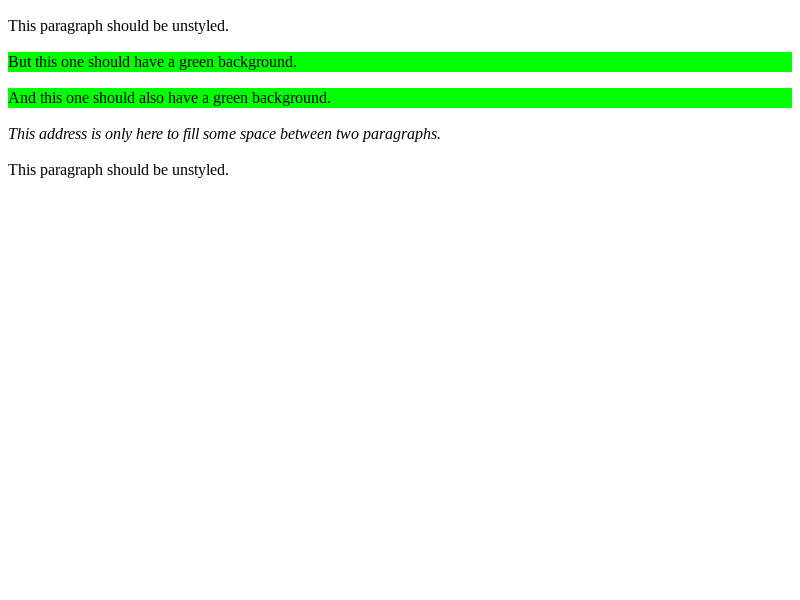 This paragraph should be unstyled.
But this one should have a green background.
And this one should also have a green background.
This address is only here to fill some space between two paragraphs.
This paragraph should be unstyled.